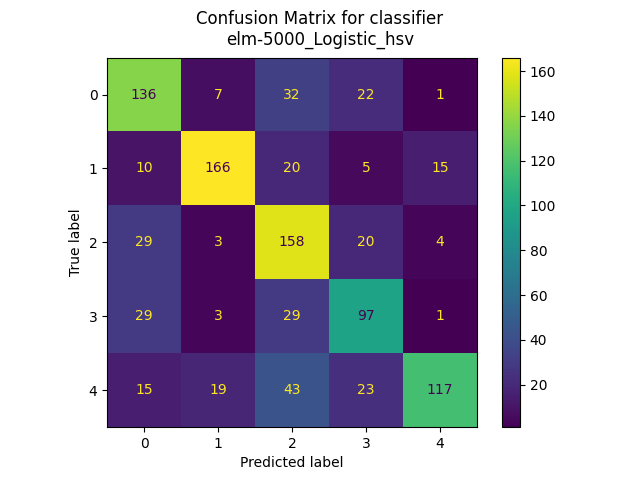 Confusion Matrix for classifier
elm-5000_Logistic_hsv
True label
0 136 7 32 22 1
1 10 166 20 5 15
2 29 3 158 20 4
3 29 3 29 97 1
4 15 19 43 23 117
0 1 2 3 4
Predicted label
160
140
120
100
80
60
40
20